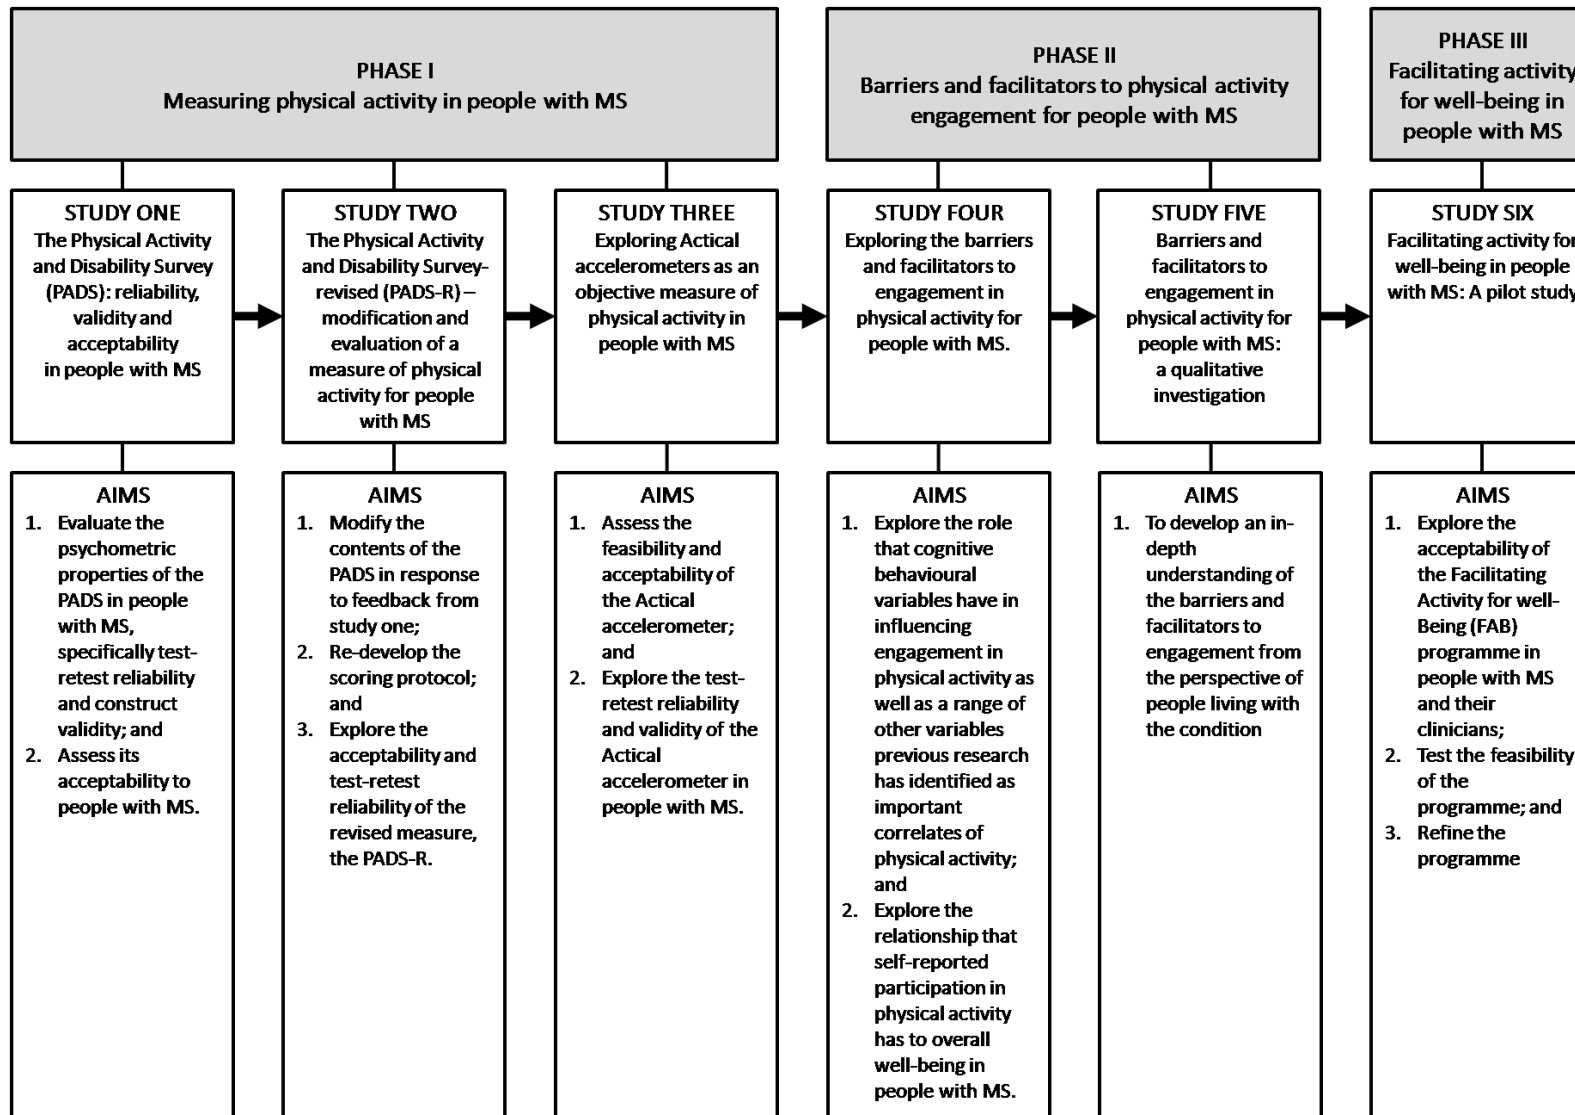 PHASE I
Measuring physical activity in people with MS
PHASE II
Barriers and facilitators to physical activity
engagement for people with MS
PHASE III
Facilitating activity
for well-being in
people with MS
STUDY ONE
The Physical Activity
and Disability Survey
(PADS): reliability,
validity and
acceptability
in people with MS
STUDY TWO
The Physical Activity
and Disability Survey-
revised (PADS-R) –
modification and
evaluation of a
measure of physical
activity for people
with MS
STUDY THREE
Exploring Actical
accelerometers as an
objective measure of
physical activity in
people with MS
STUDY FOUR
Exploring the barriers
and facilitators to
engagement in
physical activity for
people with MS.
STUDY FIVE
Barriers and
facilitators to
engagement in
physical activity for
people with MS:
a qualitative
investigation
STUDY SIX
Facilitating activity for
well-being in people
with MS: A pilot study
AIMS
1. Evaluate the
psychometric
properties of the
PADS in people
with MS,
specifically test-
retest reliability
and construct
validity; and
2. Assess its
acceptability to
people with MS.
AIMS
1. Modify the
contents of the
PADS in response
to feedback from
study one;
2. Re-develop the
scoring protocol;
and
3. Explore the
acceptability and
test-retest
reliability of the
revised measure,
the PADS-R.
AIMS
1. Assess the
feasibility and
acceptability of
the Actical
accelerometer;
and
2. Explore the test-
retest reliability
and validity of the
Actical
accelerometer in
people with MS.
AIMS
1. Explore the role
that cognitive
behavioural
variables have in
influencing
engagement in
physical activity as
well as a range of
other variables
previous research
has identified as
important
correlates of
physical activity;
and
2. Explore the
relationship that
self-reported
participation in
physical activity
has to overall
well-being in
people with MS.
AIMS
1. To develop an in-
depth
understanding of
the barriers and
facilitators to
engagement from
the perspective of
people living with
the condition
AIMS
1. Explore the
acceptability of
the Facilitating
Activity for well-
Being (FAB)
programme in
people with MS
and their
clinicians;
2. Test the feasibility
of the
programme; and
3. Refine the
programme